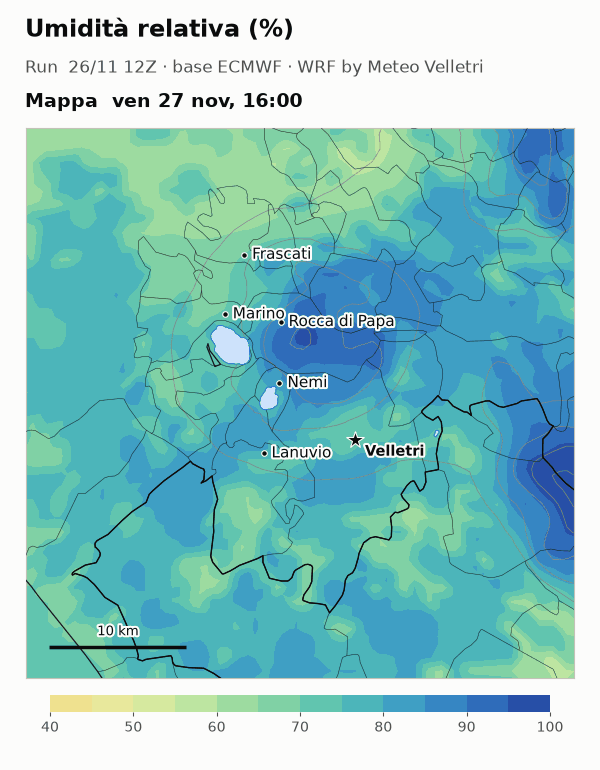 Umidità relativa (%)
Run 26/11 12Z · base ECMWF · WRF by Meteo Velletri
Mappa ven 27 nov, 16:00
Frascati
Marino
Rocca di Papa
Nemi
Velletri
Lanuvio
10 km
40 50 60 70 80 90 100